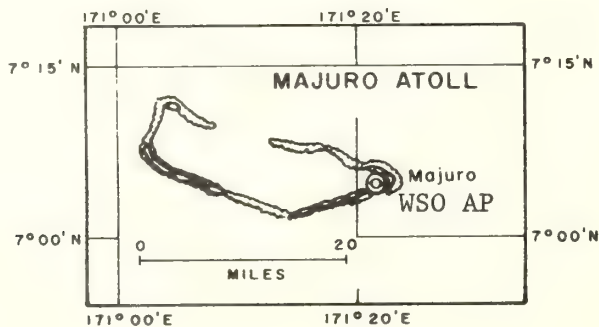 171° 00' E 171° 20' E
7° 15' N 7° 15' N
MAJURO ATOLL
Majuro
WSO AP
7° 00' N 7° 00' N
0 20
MILES
171° 00' E 171° 20' E